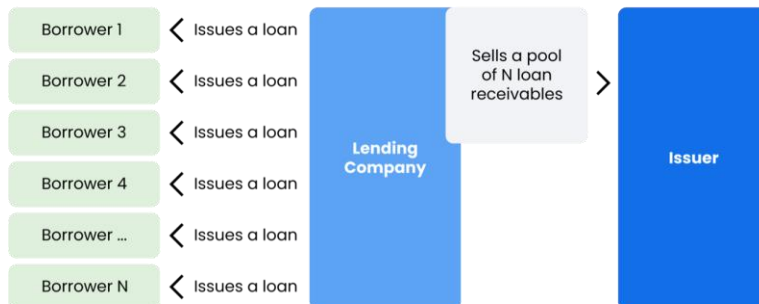 Borrower 1
Issues a loan
Borrower 2
Issues a loan
Borrower 3
Issues a loan
Borrower 4
Issues a loan
Borrower ...
Issues a loan
Borrower N
Issues a loan
Lending
Company
Sells a pool
of N loan
receivables
Issuer